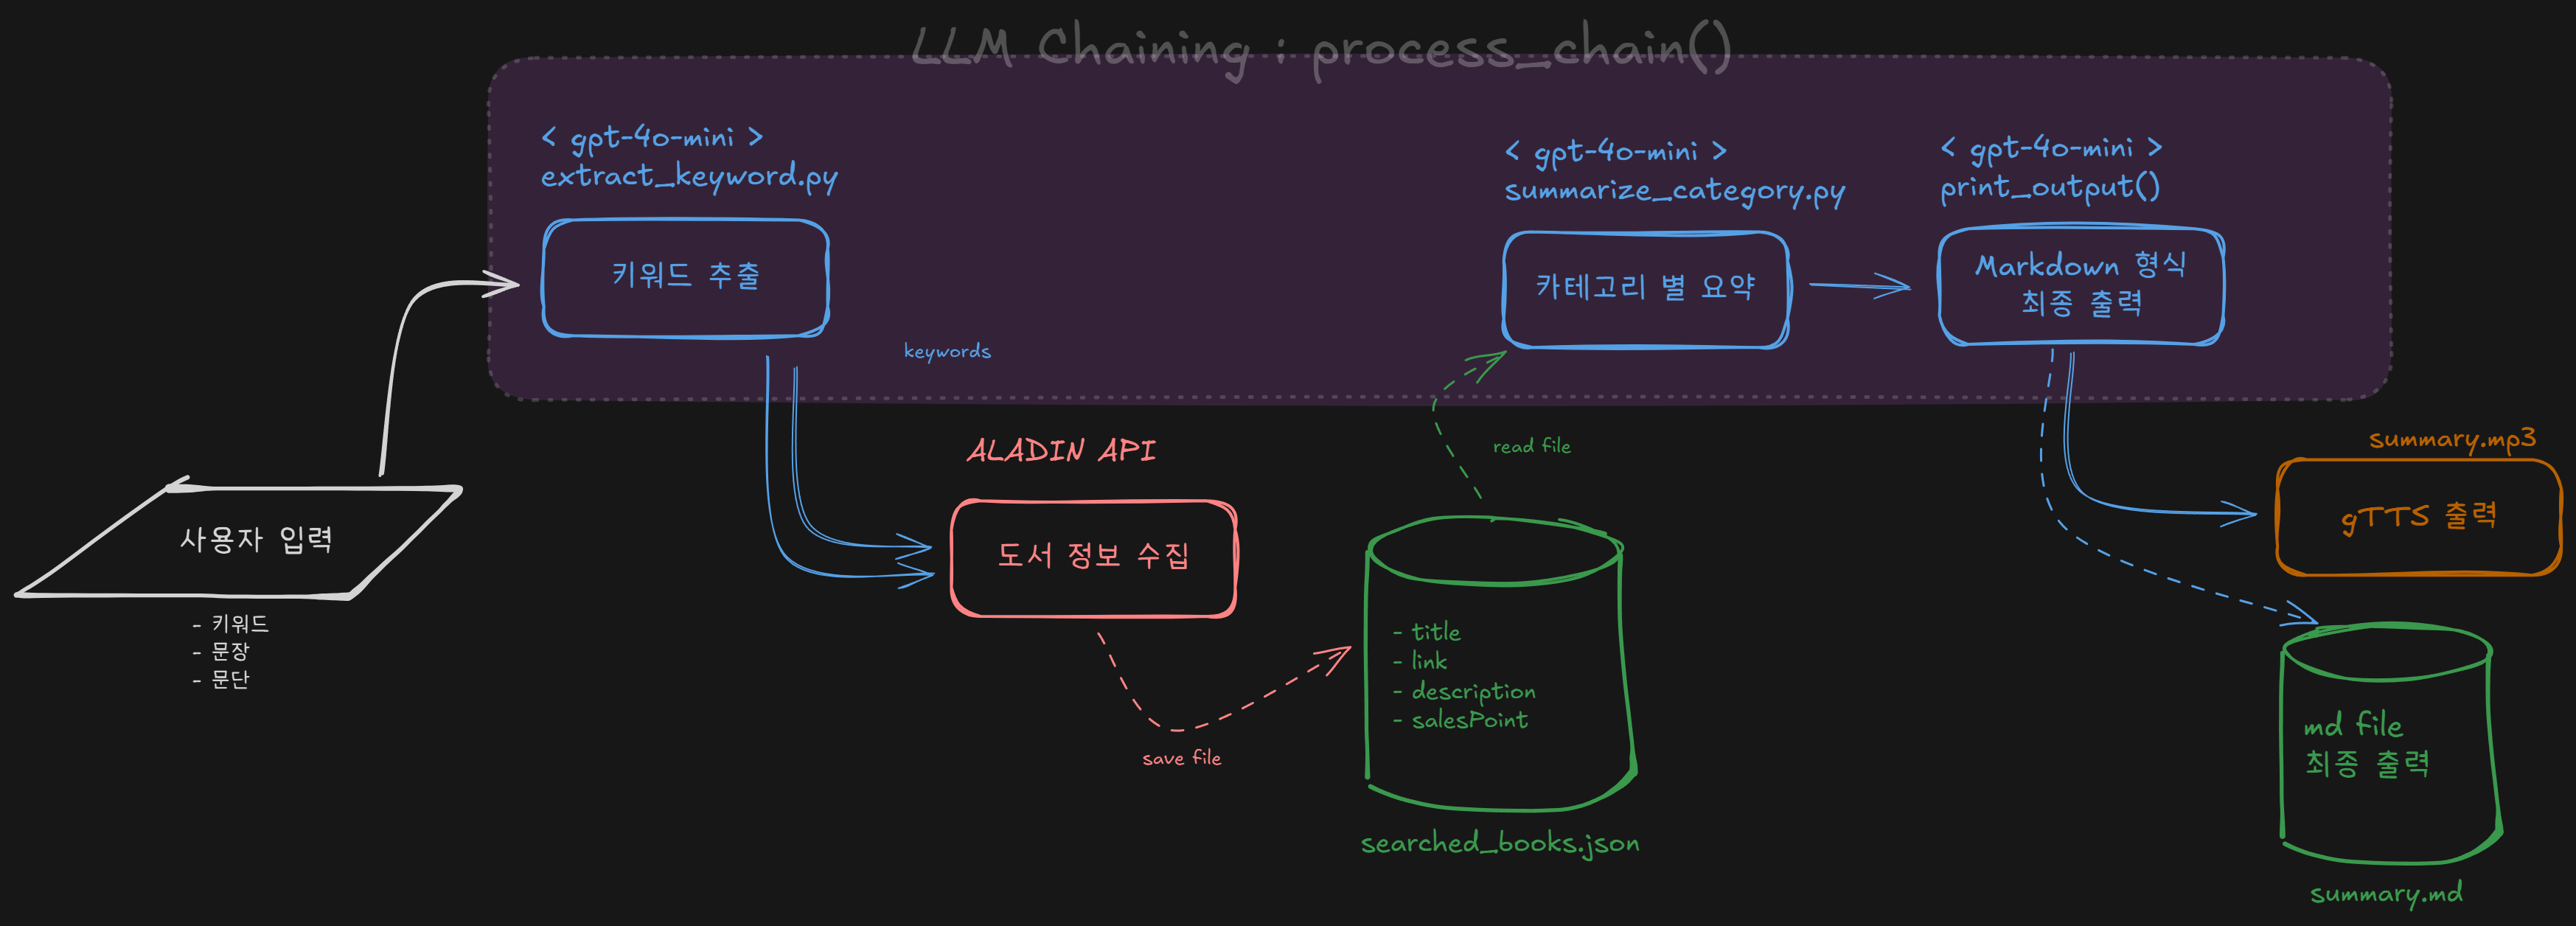 LLM Chaining : process_chain()
< gpt-4o-mini >
extract_keyword.py
키워드 추출
keywords
< gpt-4o-mini >
summarize_category.py
카테고리 별 요약
< gpt-4o-mini >
print_output()
Markdown 형식
최종 출력
사용자 입력
- 키워드
- 문장
- 문단
ALADIN API
도서 정보 수집
save file
read file
- title
- link
- description
- salesPoint
searched_books.json
summary.mp3
gTTS 출력
md file
최종 출력
summary.md